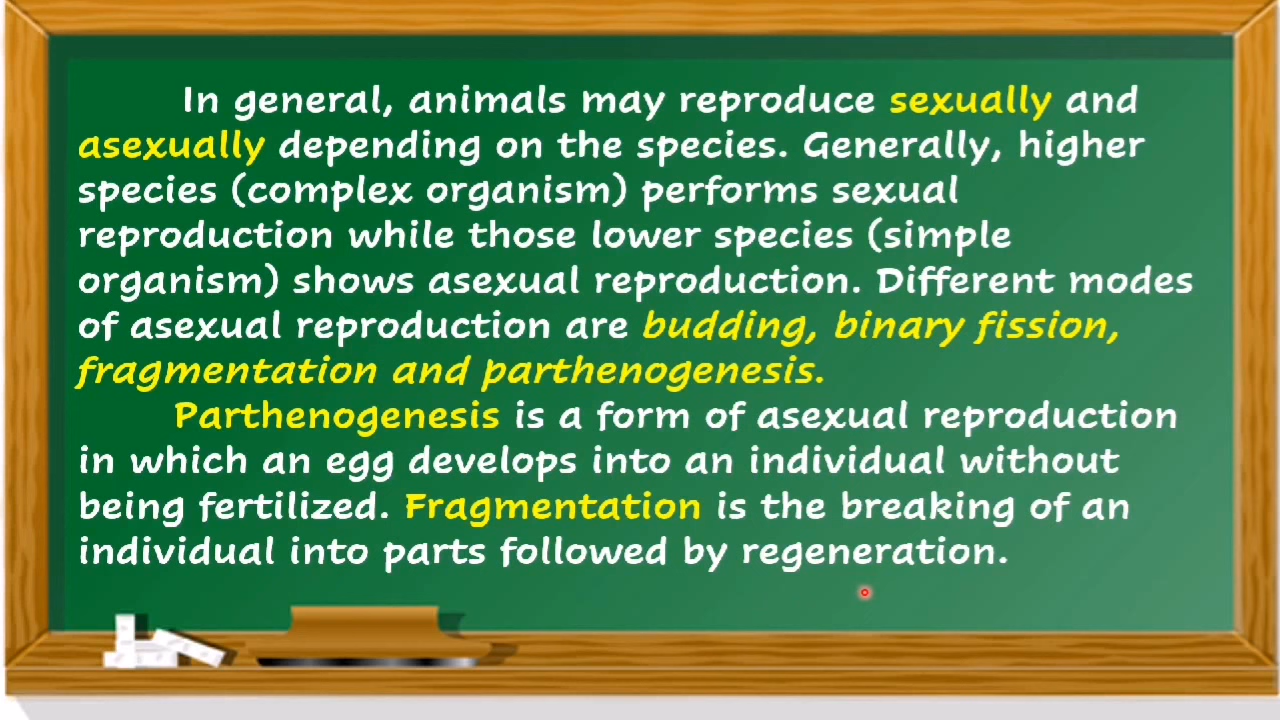 In general, animals may reproduce sexually and
asexually depending on the species. Generally, higher
species (complex organism) performs sexual
reproduction while those lower species (simple
organism) shows asexual reproduction. Different modes
of asexual reproduction are budding, binary fission,
fragmentation and parthenogenesis.
Parthenogenesis is a form of asexual reproduction
in which an egg develops into an individual without
being fertilized. Fragmentation is the breaking of an
individual into parts followed by regeneration.